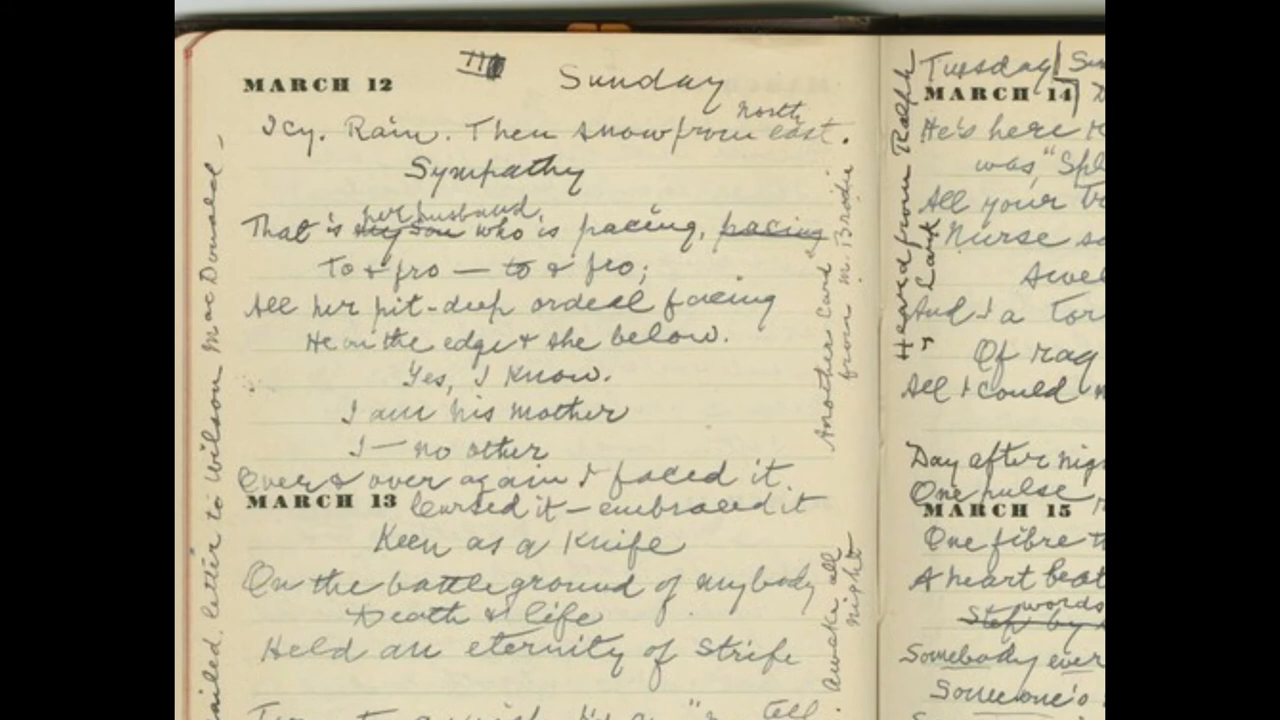 MARCH 12
Sunday
Icy. Rain. Then snow from north east.
Sympathy
That is my son her husband, who is pacing, pacing
To & fro — to & fro;
All her pit-deep ordeal facing
He on the edge & she below.
Yes, I know.
I am his mother
I — no other
Over & over again I faced it.
MARCH 13
Cursed it — embraced it
Keen as a Knife
On the battleground of my body
Death & life
Held an eternity of strife
tell
mailed letter to Wilson MacDonald —
"Another Card"
from M. Brodie
Awake all
night
Heard from Ralph
Tuesday
MARCH 14
He's here
was, "Spl
All your
Nurse
And I a
Of rag
All I could
Day after nig
One pulse
MARCH 15
One fibre
A heart beat
words
Step by
Somebody ever
Someone's